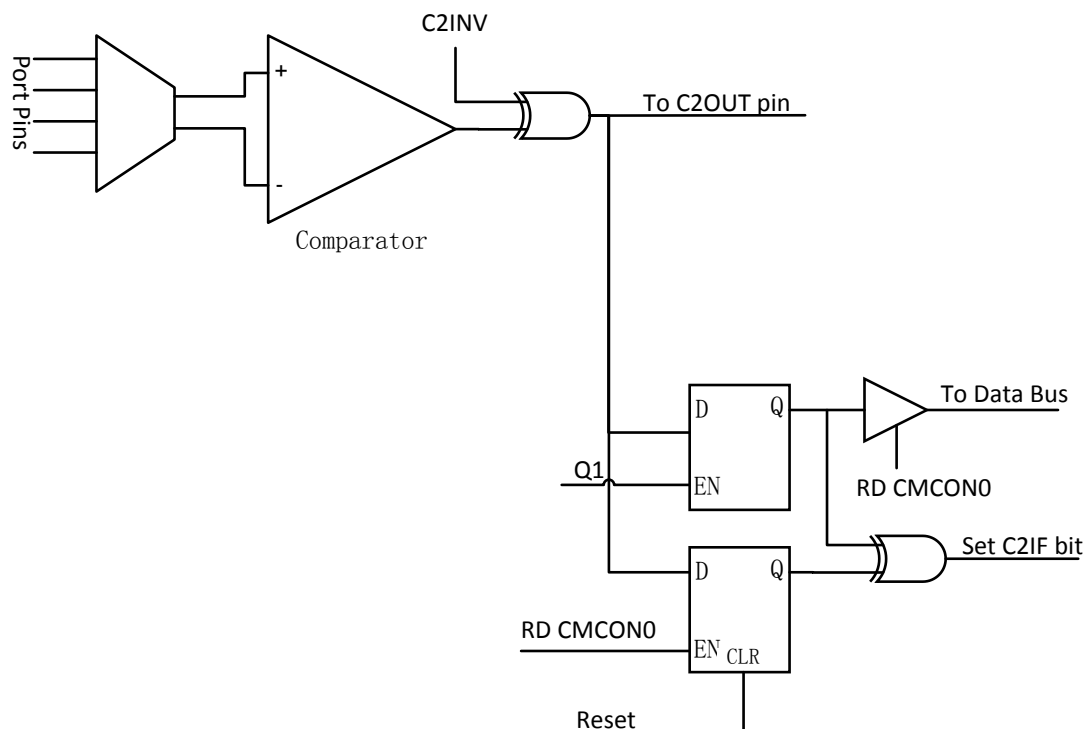 C2INV
Port Pins
+
-
To C2OUT pin
Comparator
D
Q
To Data Bus
Q1
EN
RD CMCON0
Set C2IF bit
D
Q
RD CMCON0
EN
CLR
Reset